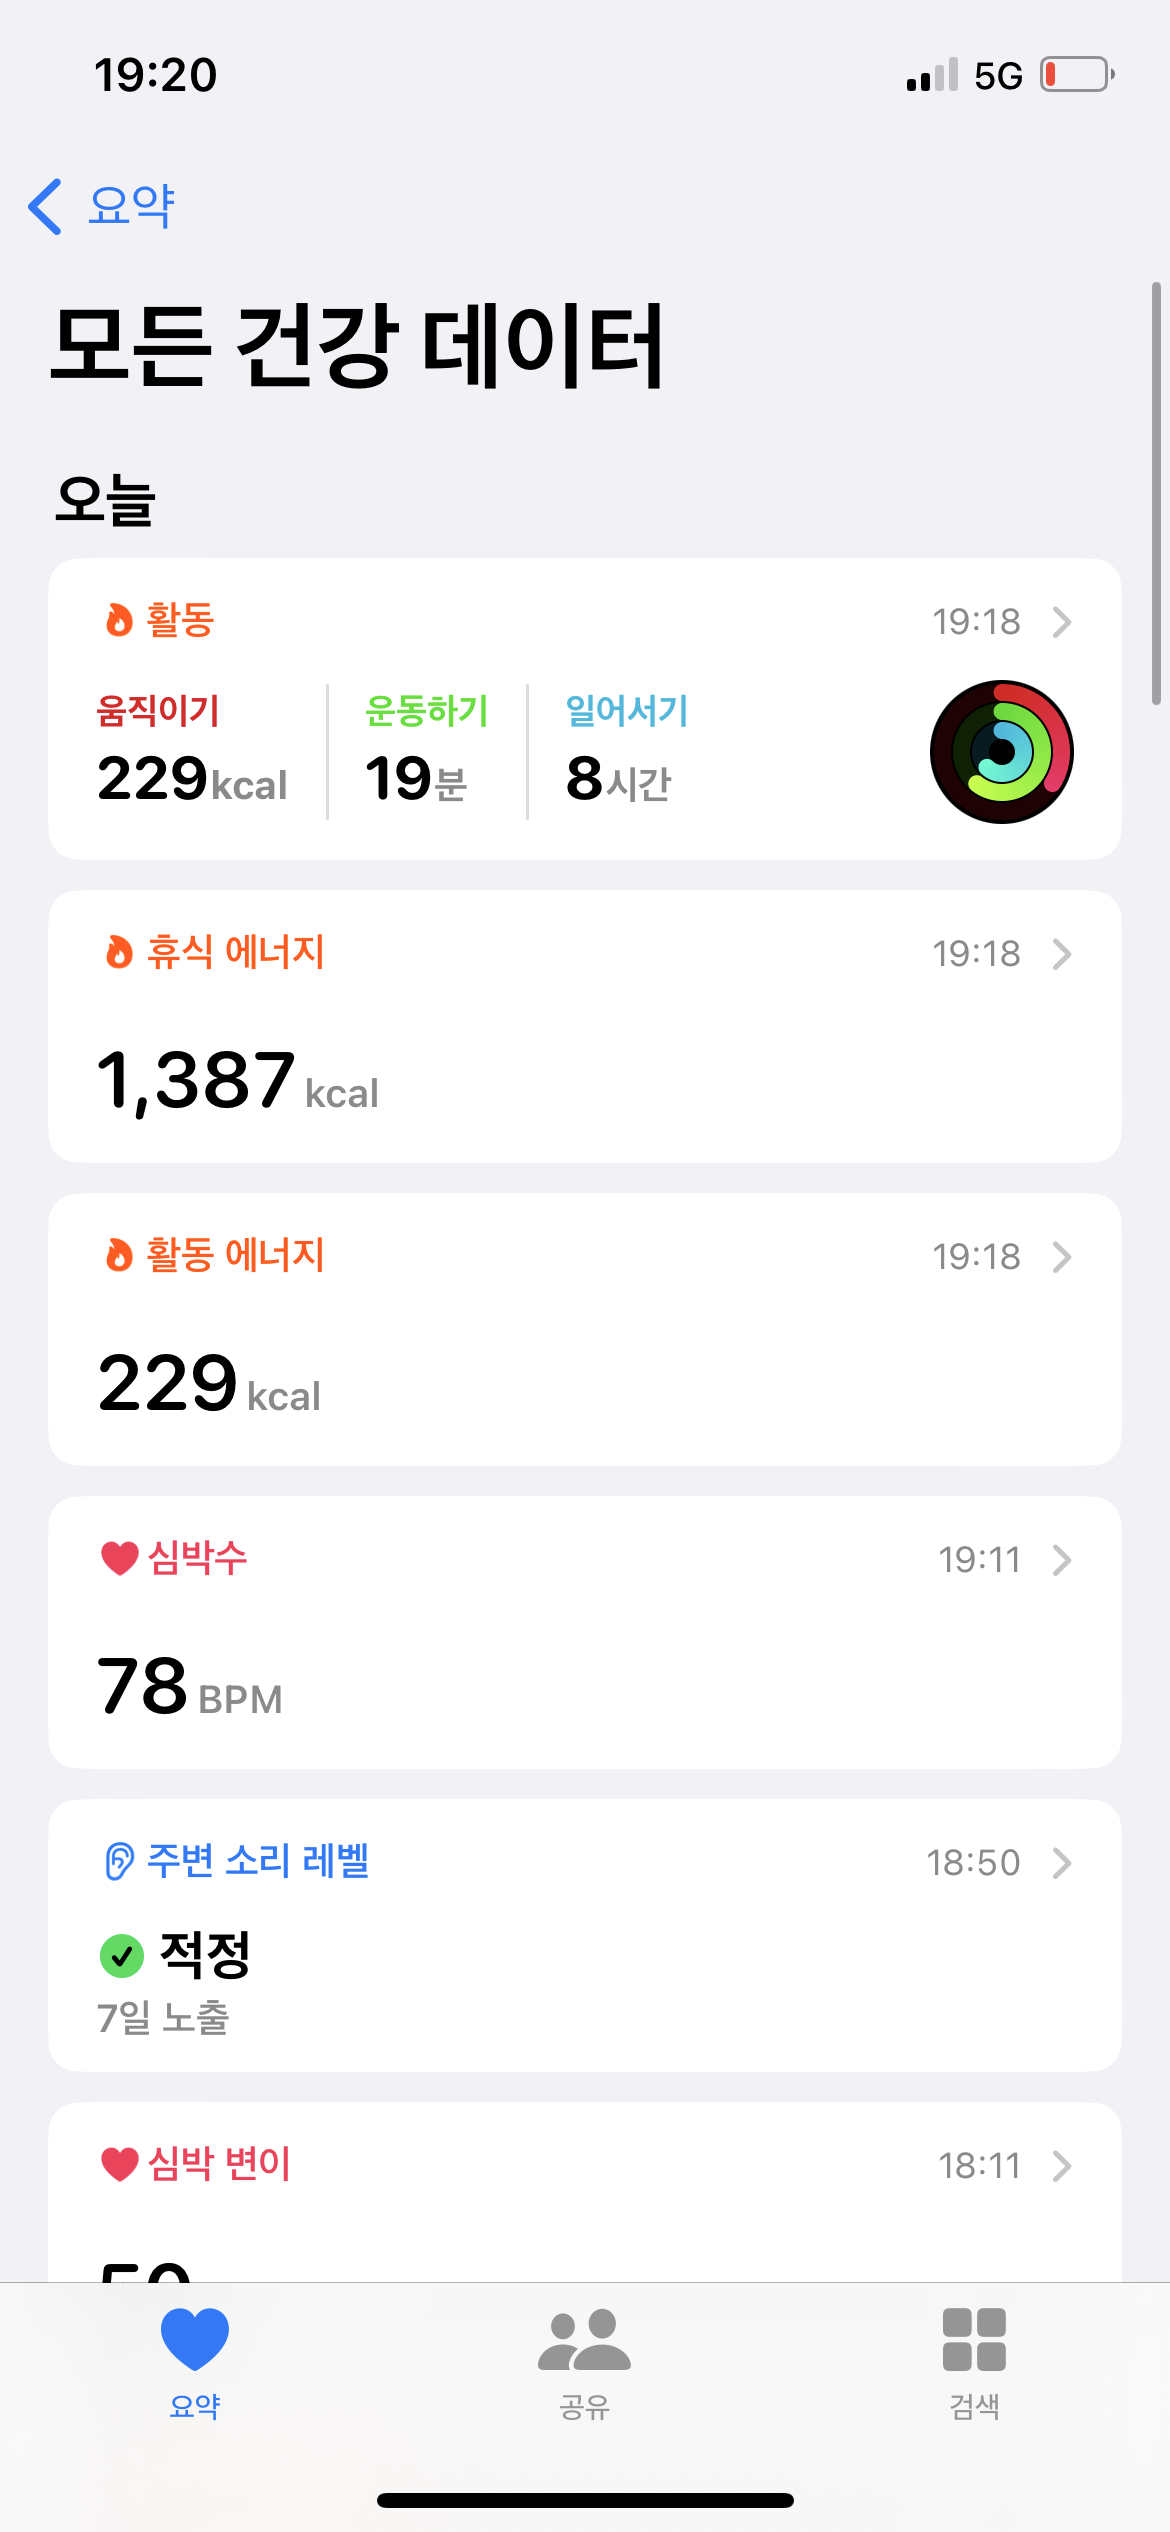 19:20
5G
요약
모든 건강 데이터
오늘
활동 19:18
움직이기 운동하기 일어서기
229kcal 19분 8시간
휴식 에너지 19:18
1,387 kcal
활동 에너지 19:18
229 kcal
심박수 19:11
78 BPM
주변 소리 레벨 18:50
적정
7일 노출
심박 변이 18:11
요약 공유 검색